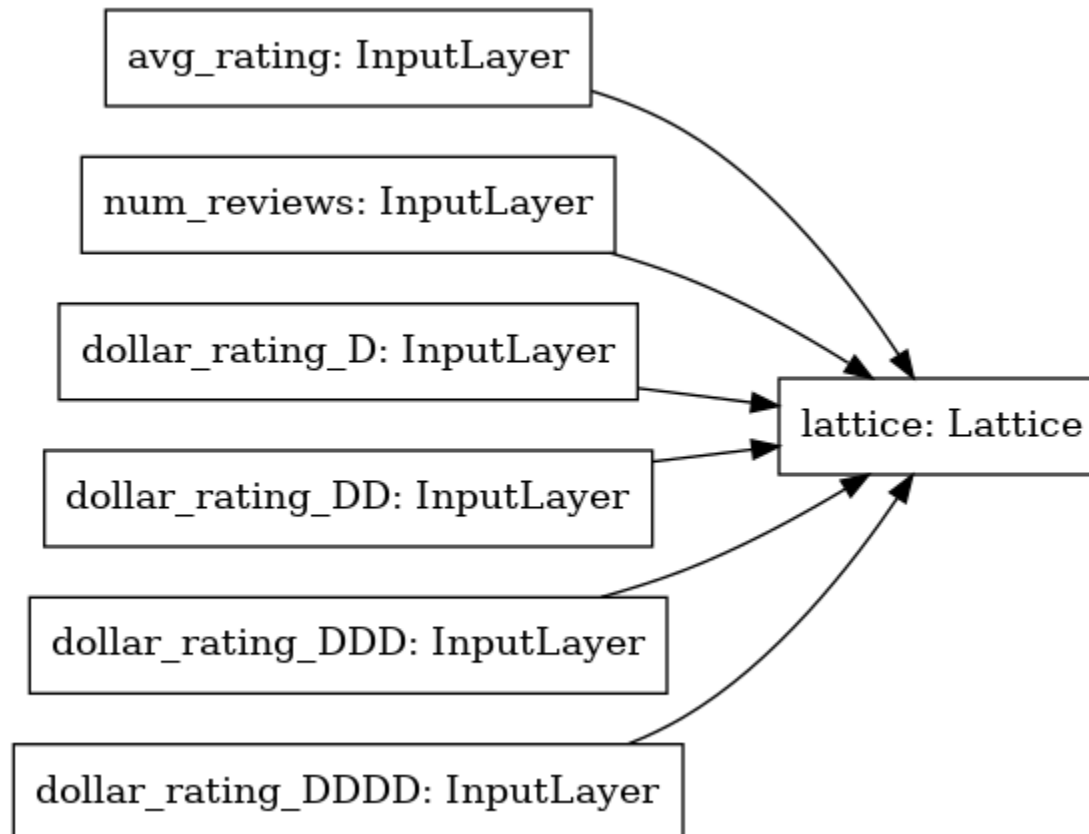 avg_rating: InputLayer
num_reviews: InputLayer
dollar_rating_D: InputLayer
lattice: Lattice
dollar_rating_DD: InputLayer
dollar_rating_DDD: InputLayer
dollar_rating_DDDD: InputLayer